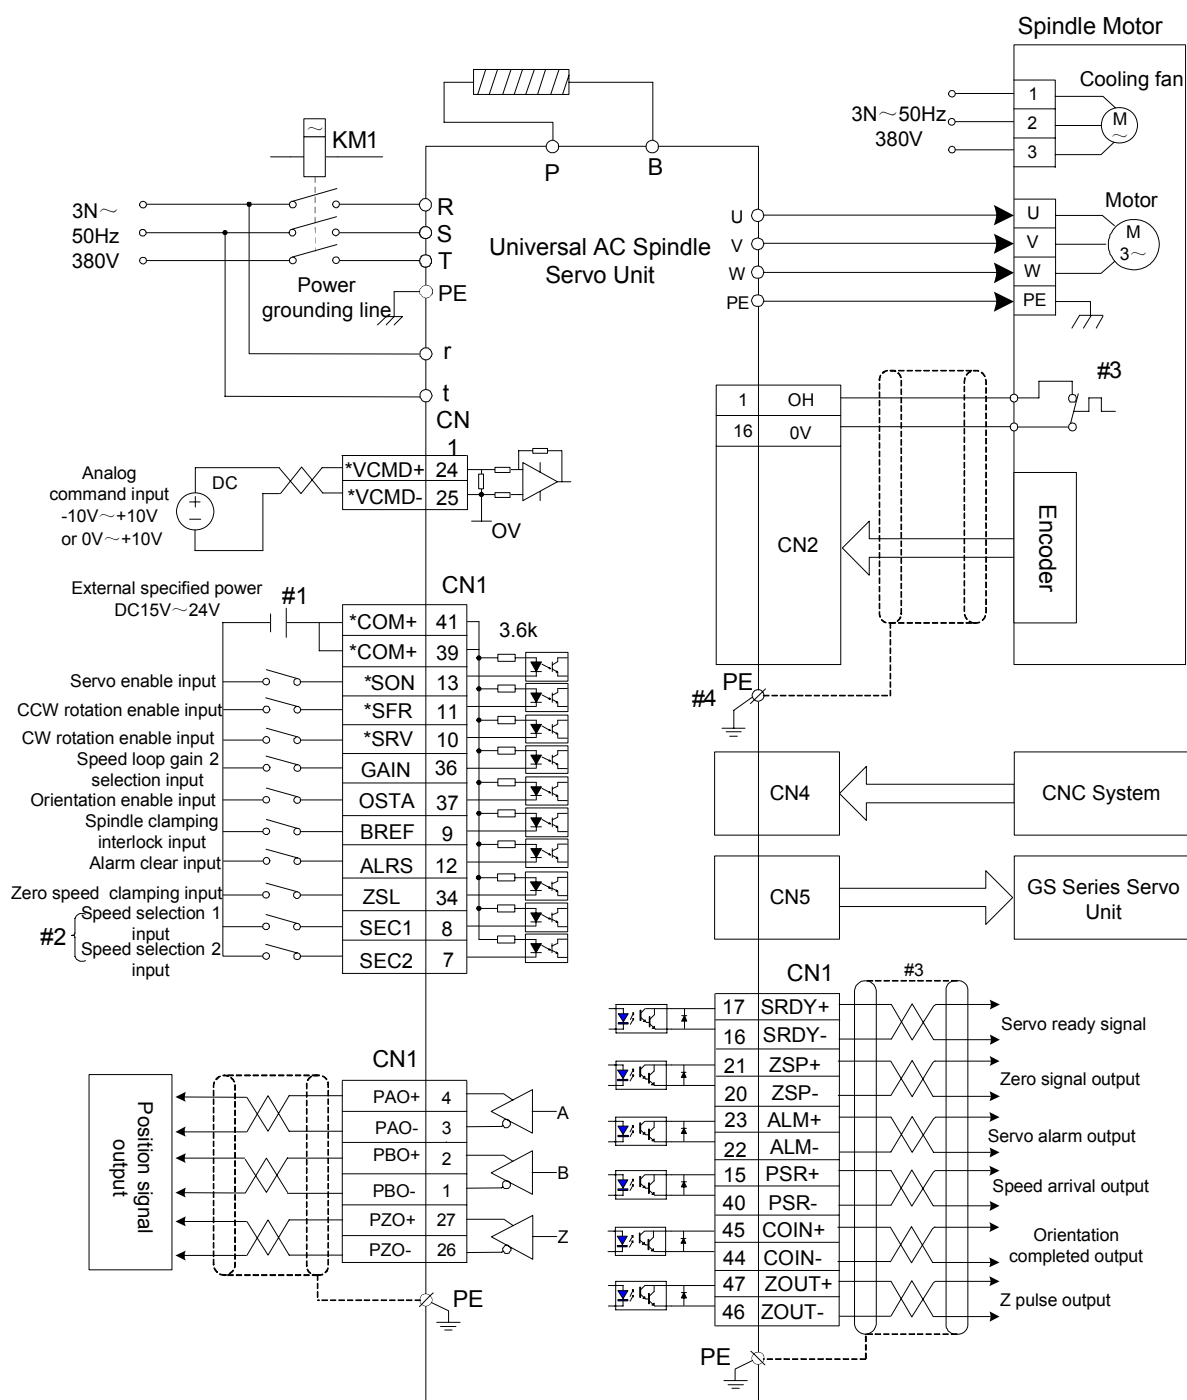 Spindle Motor
Cooling fan
3N～50Hz
380V
1
2
3
M
～
～
KM1
P
B
3N～
50Hz
380V
R
S
T
PE
Power
grounding line
r
t
Universal AC Spindle
Servo Unit
U
V
W
PE
U
V
W
PE
Motor
M
3～
CN
1
Analog
command input
-10V～+10V
or 0V～+10V
+
−
DC
*VCMD+ 24
*VCMD- 25
OV
1 OH
16 0V
#3
CN2
Encoder
External specified power
DC15V～24V
#1
CN1
3.6k
*COM+ 41
*COM+ 39
Servo enable input *SON 13
CCW rotation enable input *SFR 11
CW rotation enable input *SRV 10
Speed loop gain 2
selection input
GAIN 36
Orientation enable input OSTA 37
Spindle clamping
interlock input
BREF 9
Alarm clear input ALRS 12
Zero speed clamping input ZSL 34
#2
Speed selection 1
input
SEC1 8
Speed selection 2
input
SEC2 7
#4
PE
CN4
CNC System
CN5
GS Series Servo
Unit
CN1
#3
17 SRDY+
16 SRDY-
Servo ready signal
21 ZSP+
20 ZSP-
Zero signal output
23 ALM+
22 ALM-
Servo alarm output
15 PSR+
40 PSR-
Speed arrival output
45 COIN+
44 COIN-
Orientation
completed output
47 ZOUT+
46 ZOUT-
Z pulse output
PE
CN1
Position signal
output
PAO+ 4
PAO- 3
A
PBO+ 2
PBO- 1
B
PZO+ 27
PZO- 26
Z
PE